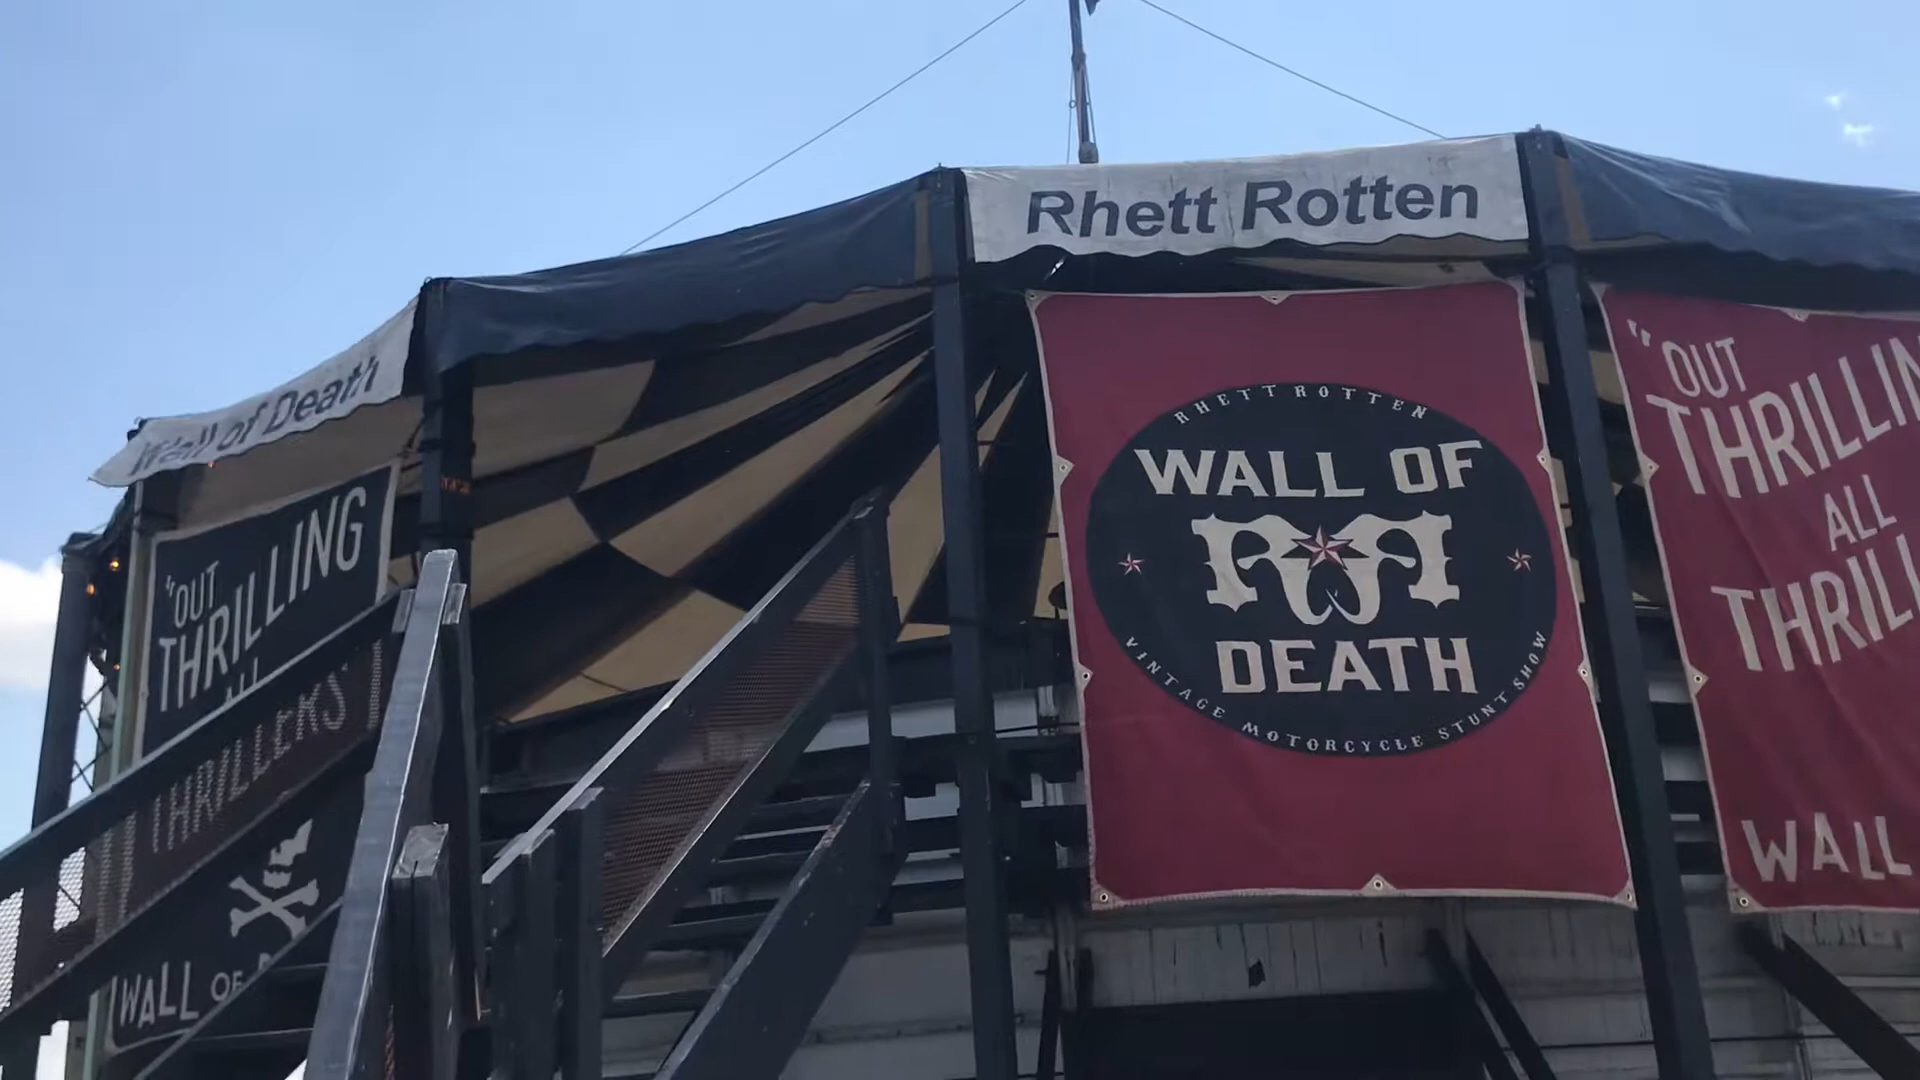 Rhett Rotten
Wall of Death
"OUT
THRILLING
THRILLERS"
WALL OF
RHETT ROTTEN
WALL OF
DEATH
VINTAGE MOTORCYCLE STUNT SHOW
"OUT
THRILLIN
ALL
THRILL
WALL